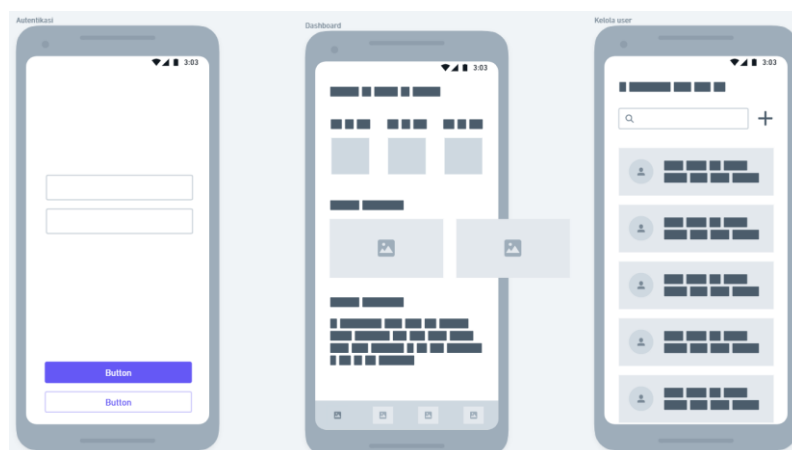 Autentikasi
3:03
Button
Button
Dashboard
3:03
Kelola user
3:03